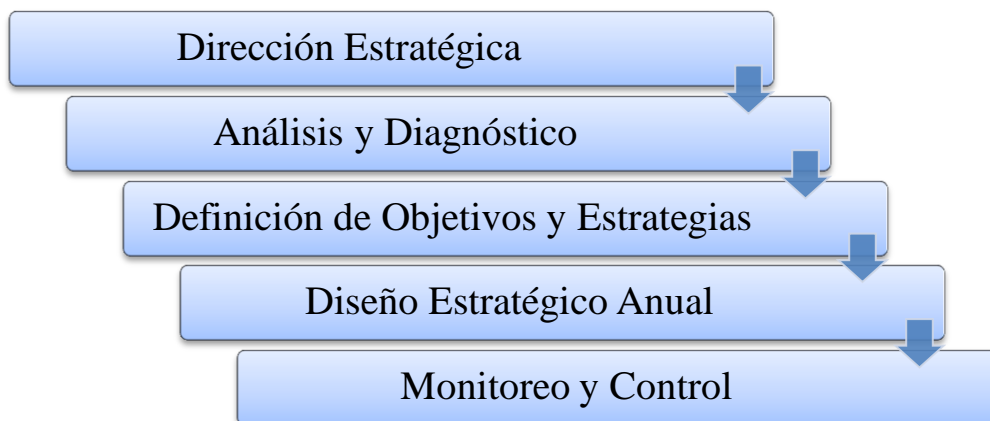 Dirección Estratégica
Análisis y Diagnóstico
Definición de Objetivos y Estrategias
Diseño Estratégico Anual
Monitoreo y Control